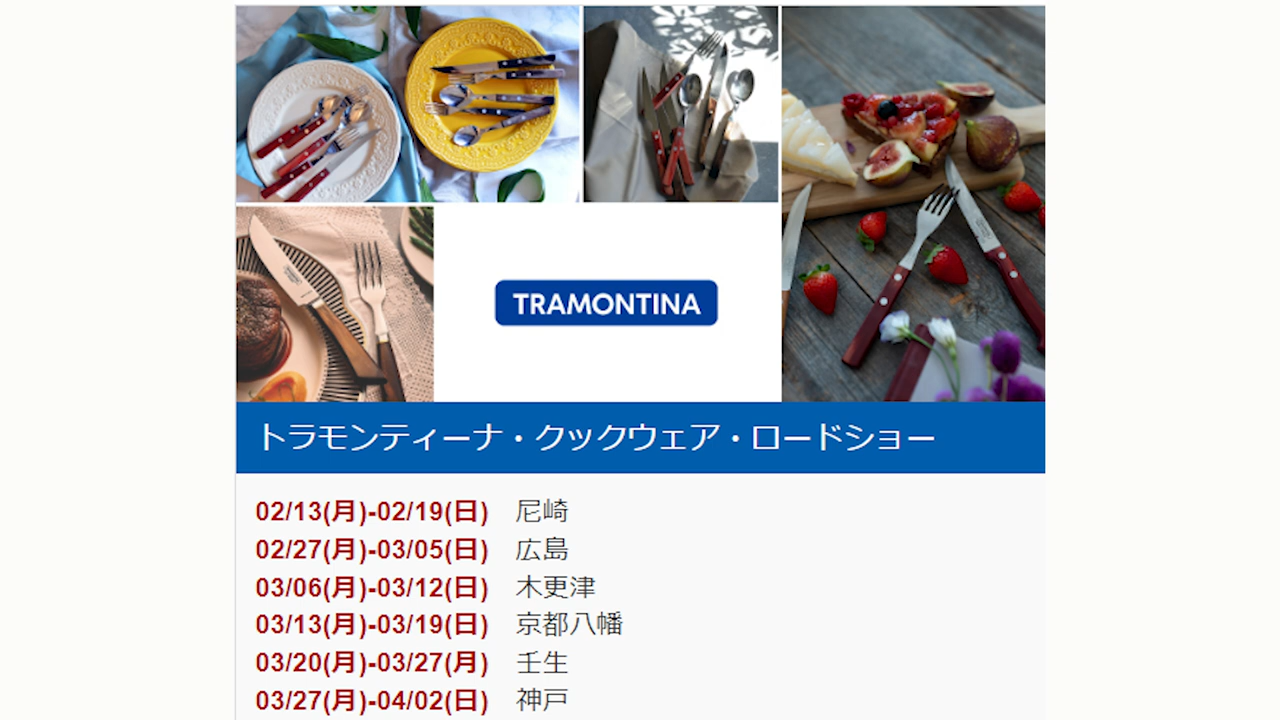 TRAMONTINA
トラモンティーナ・クックウェア・ロードショー
02/13(月)-02/19(日) 尼崎
02/27(月)-03/05(日) 広島
03/06(月)-03/12(日) 木更津
03/13(月)-03/19(日) 京都八幡
03/20(月)-03/27(月) 壬生
03/27(月)-04/02(日) 神戸